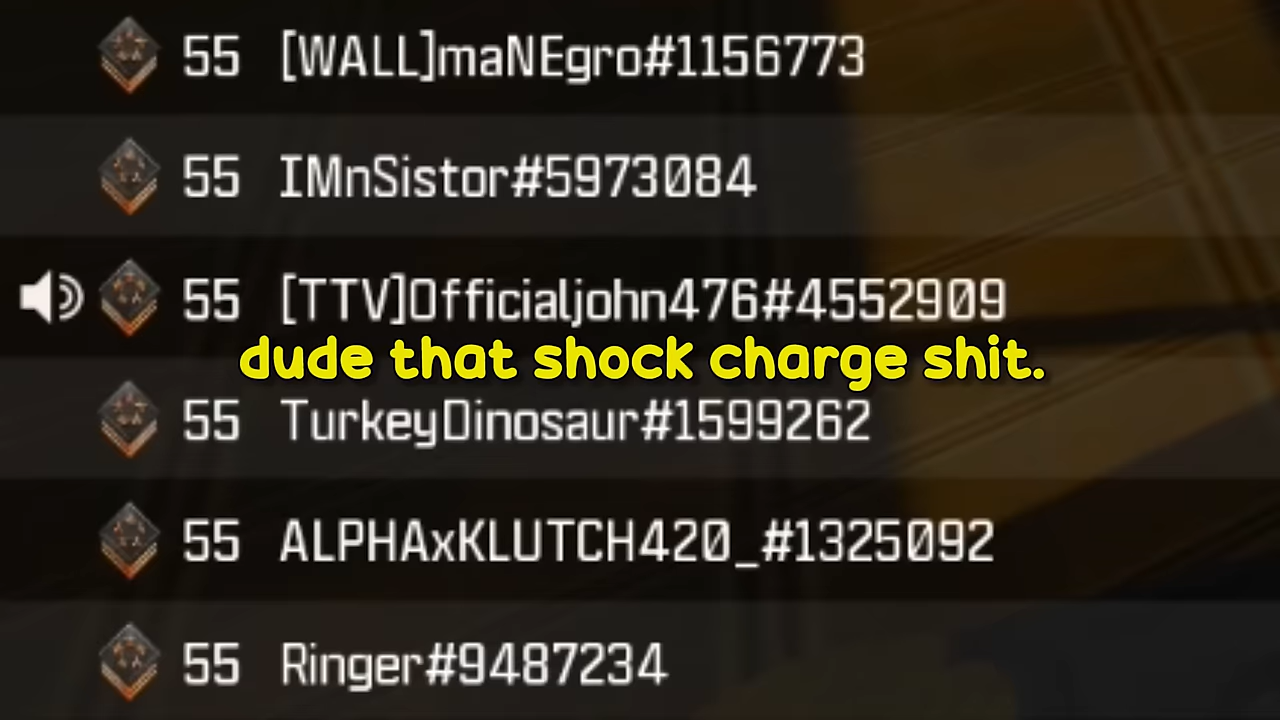 55 [WALL]maNEgro#1156773
55 IMnSistor#5973084
55 [TTV]Officialjohn476#4552909
dude that shock charge shit.
55 TurkeyDinosaur#1599262
55 ALPHAxKLUTCH420_#1325092
55 Ringer#9487234